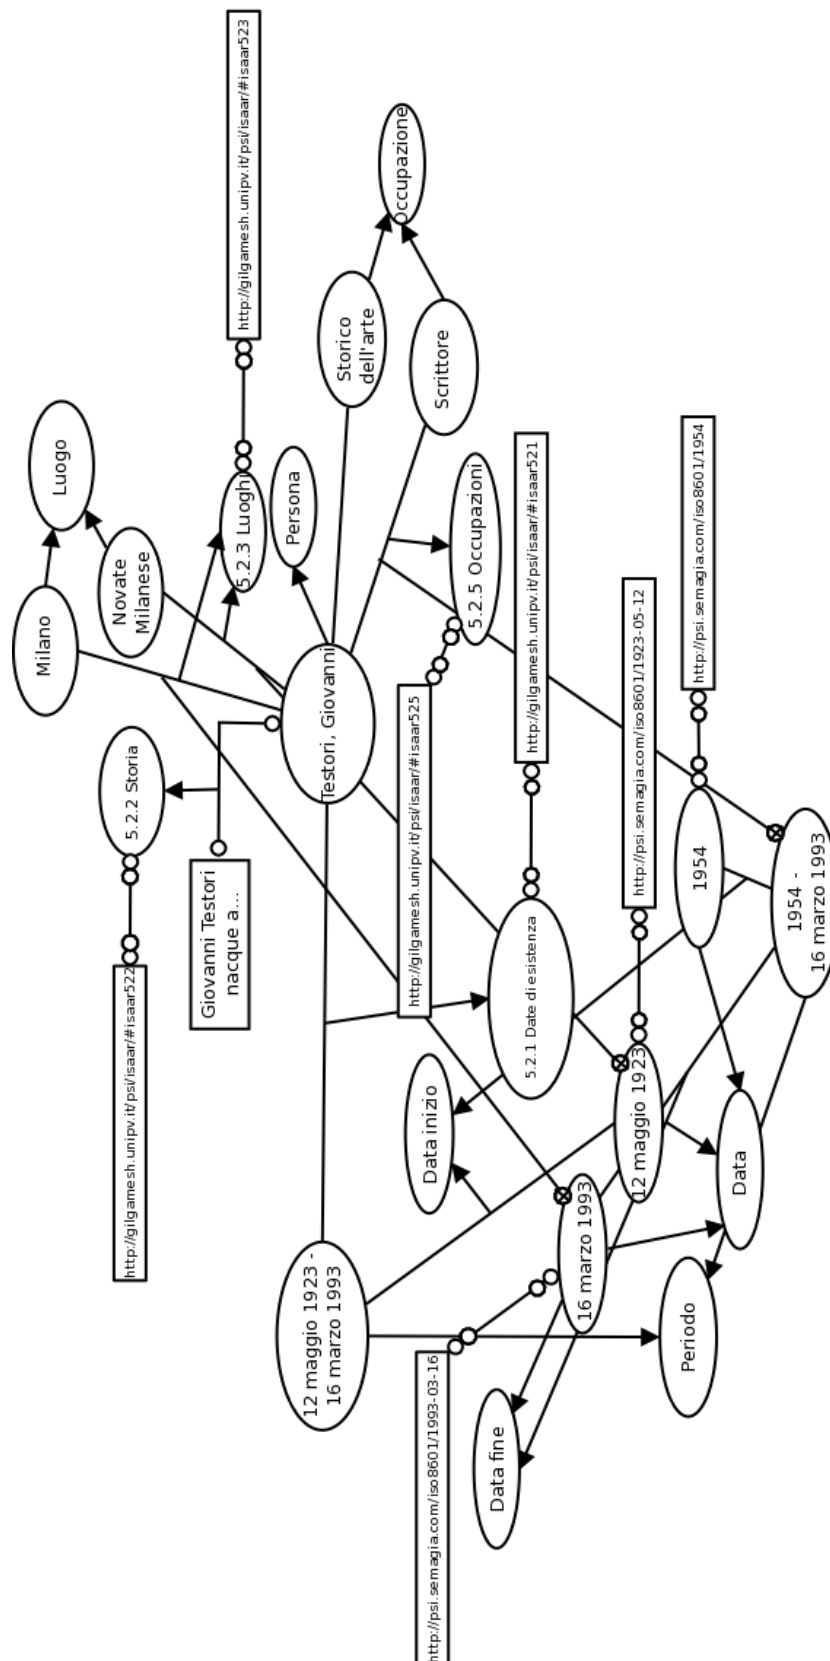 http://gilgamesh.unipv.it/psi/isaar/#isaar523
Occupazione
Storico
dell'arte
Scrittore
Luogo
5.2.3 Luoghi
Persona
Novate
Milanese
Milano
5.2.5 Occupazioni
http://gilgamesh.unipv.it/psi/isaar/#isaar521
http://psi.semagia.com/iso8601/1954
http://psi.semagia.com/iso8601/1923-05-12
Testori, Giovanni
5.2.2 Storia
http://gilgamesh.unipv.it/psi/isaar/#isaar525
Giovanni Testori
nacque a...
http://gilgamesh.unipv.it/psi/isaar/#isaar522
1954
1954 -
16 marzo 1993
5.2.1 Date di esistenza
12 maggio 1923
Data inizio
Data
16 marzo 1993
12 maggio 1923 -
16 marzo 1993
Periodo
Data fine
http://psi.semagia.com/iso8601/1993-03-16